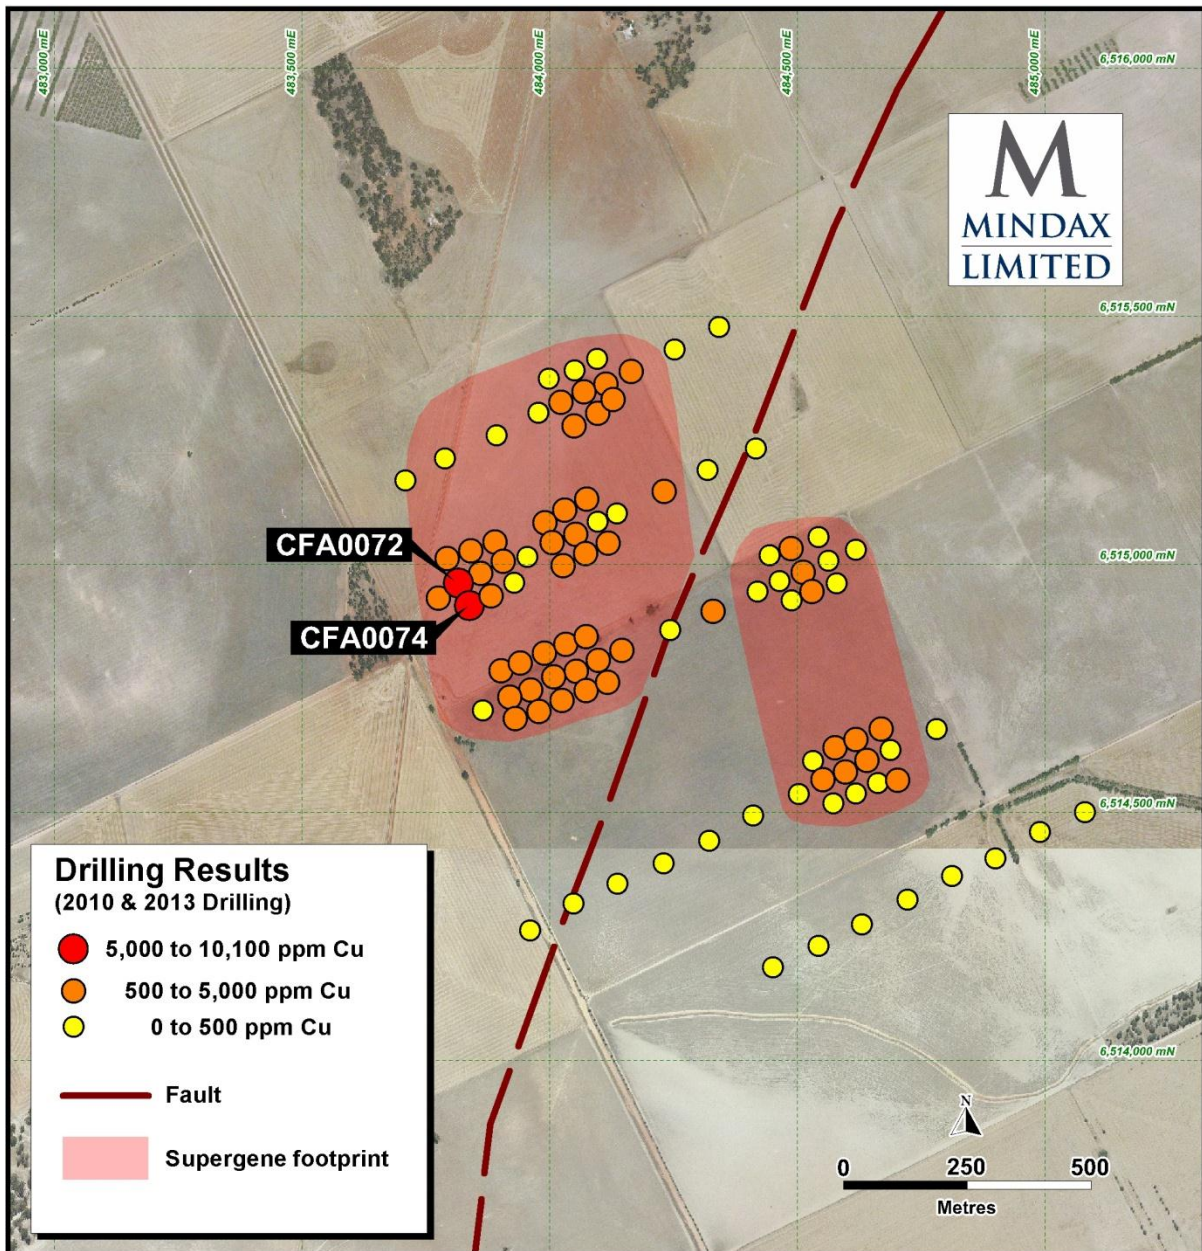 483,000 mE
483,500 mE
484,000 mE
484,500 mE
485,000 mE
6,516,000 mN
M
MINDAX
LIMITED
6,515,500 mN
CFA0072
6,515,000 mN
CFA0074
6,514,500 mN
Drilling Results
(2010 & 2013 Drilling)
5,000 to 10,100 ppm Cu
500 to 5,000 ppm Cu
0 to 500 ppm Cu
Fault
Supergene footprint
6,514,000 mN
N
0 250 500
Metres